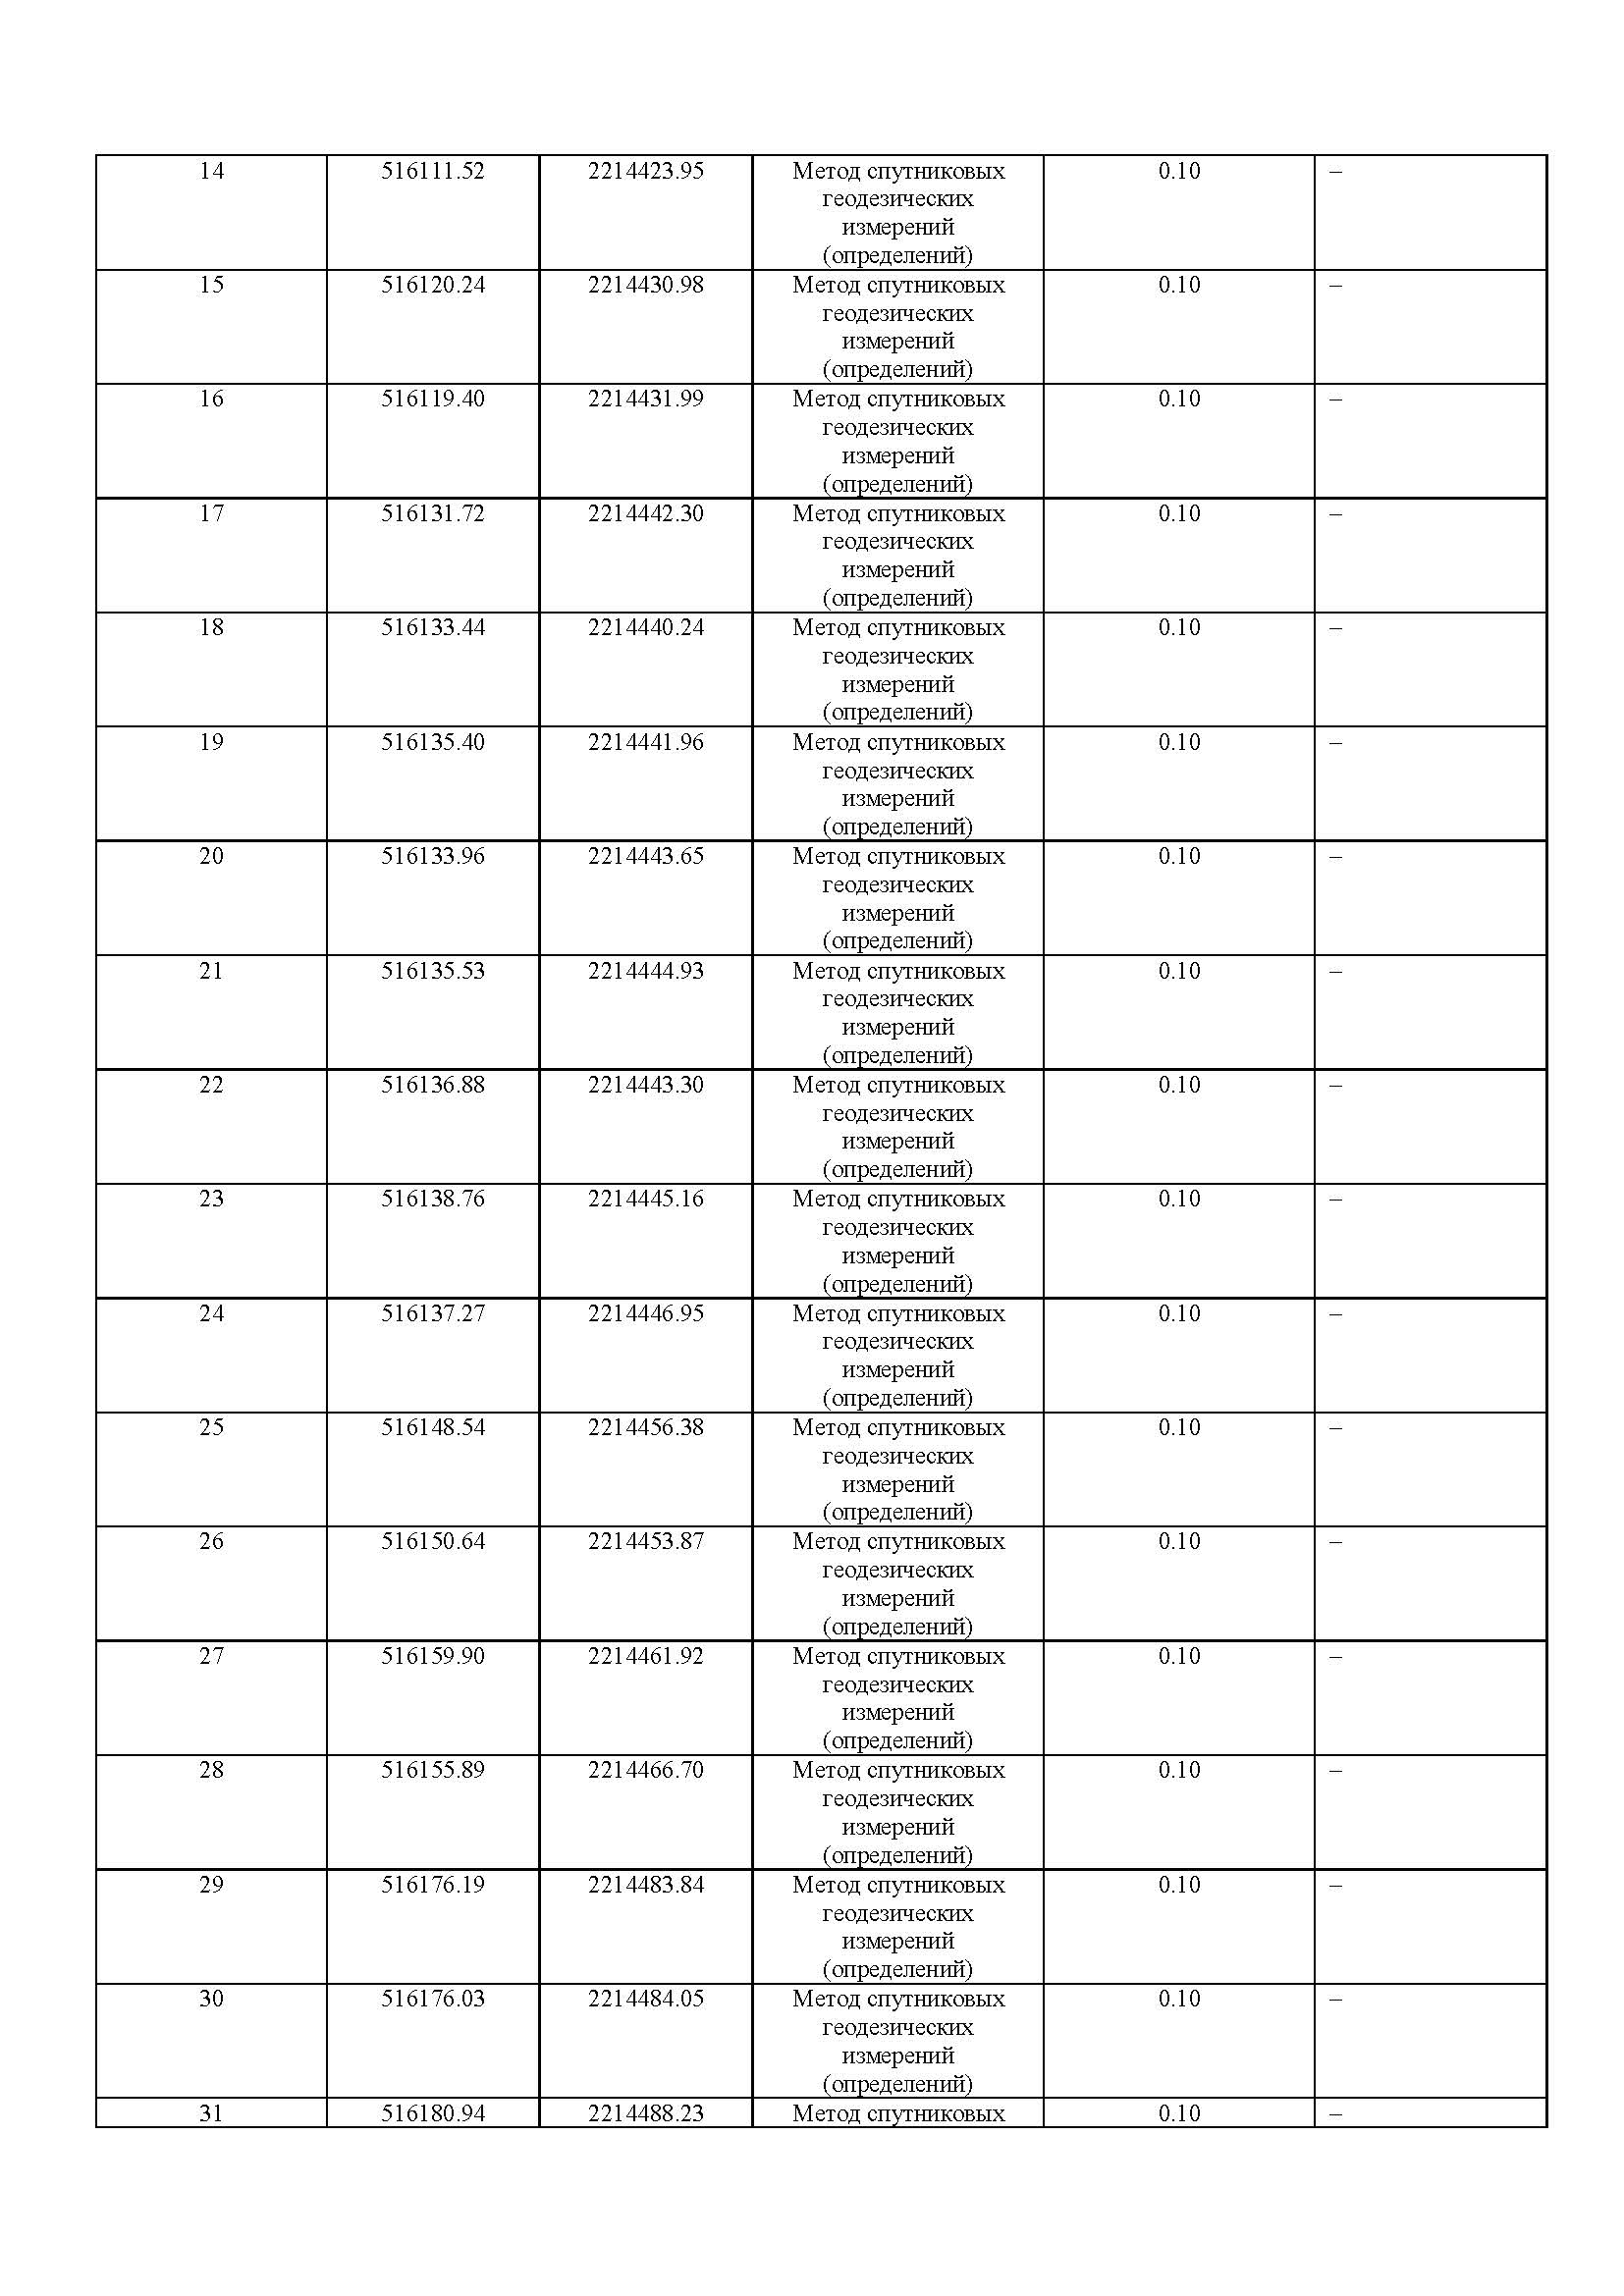 14 516111.52 2214423.95 Метод спутниковых 0.10 –
геодезических
измерений
(определений)
15 516120.24 2214430.98 Метод спутниковых 0.10 –
геодезических
измерений
(определений)
16 516119.40 2214431.99 Метод спутниковых 0.10 –
геодезических
измерений
(определений)
17 516131.72 2214442.30 Метод спутниковых 0.10 –
геодезических
измерений
(определений)
18 516133.44 2214440.24 Метод спутниковых 0.10 –
геодезических
измерений
(определений)
19 516135.40 2214441.96 Метод спутниковых 0.10 –
геодезических
измерений
(определений)
20 516133.96 2214443.65 Метод спутниковых 0.10 –
геодезических
измерений
(определений)
21 516135.53 2214444.93 Метод спутниковых 0.10 –
геодезических
измерений
(определений)
22 516136.88 2214443.30 Метод спутниковых 0.10 –
геодезических
измерений
(определений)
23 516138.76 2214445.16 Метод спутниковых 0.10 –
геодезических
измерений
(определений)
24 516137.27 2214446.95 Метод спутниковых 0.10 –
геодезических
измерений
(определений)
25 516148.54 2214456.38 Метод спутниковых 0.10 –
геодезических
измерений
(определений)
26 516150.64 2214453.87 Метод спутниковых 0.10 –
геодезических
измерений
(определений)
27 516159.90 2214461.92 Метод спутниковых 0.10 –
геодезических
измерений
(определений)
28 516155.89 2214466.70 Метод спутниковых 0.10 –
геодезических
измерений
(определений)
29 516176.19 2214483.84 Метод спутниковых 0.10 –
геодезических
измерений
(определений)
30 516176.03 2214484.05 Метод спутниковых 0.10 –
геодезических
измерений
(определений)
31 516180.94 2214488.23 Метод спутниковых 0.10 –